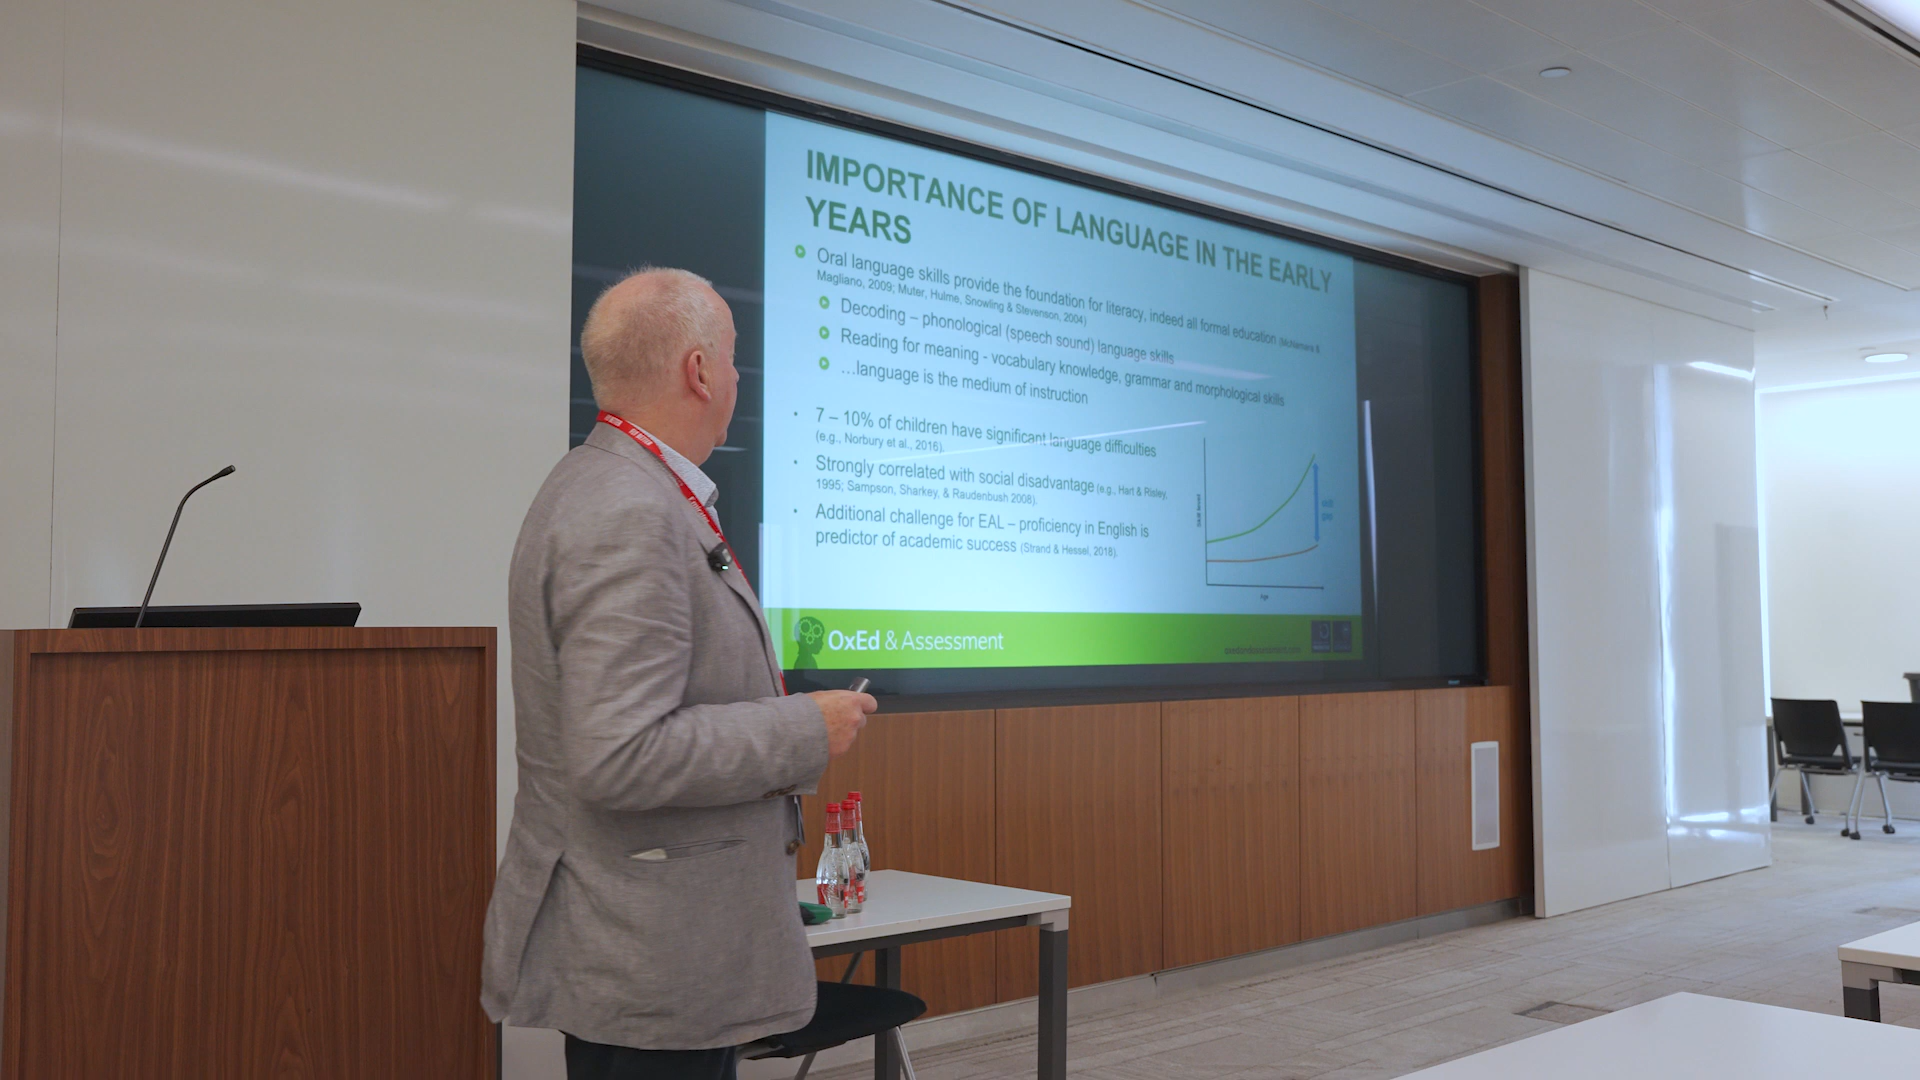 IMPORTANCE OF LANGUAGE IN THE EARLY
YEARS
Oral language skills provide the foundation for literacy, indeed all formal education (McNamara &
Magliano, 2009; Muter, Hulme, Snowling & Stevenson, 2004)
Decoding – phonological (speech sound) language skills
Reading for meaning - vocabulary knowledge, grammar and morphological skills
…language is the medium of instruction
7 – 10% of children have significant language difficulties
(e.g., Norbury et al., 2016).
Strongly correlated with social disadvantage (e.g., Hart & Risley,
1995; Sampson, Sharkey, & Raudenbush 2008).
Additional challenge for EAL – proficiency in English is
predictor of academic success (Strand & Hessel, 2018).
Skill level
Age
OxEd & Assessment